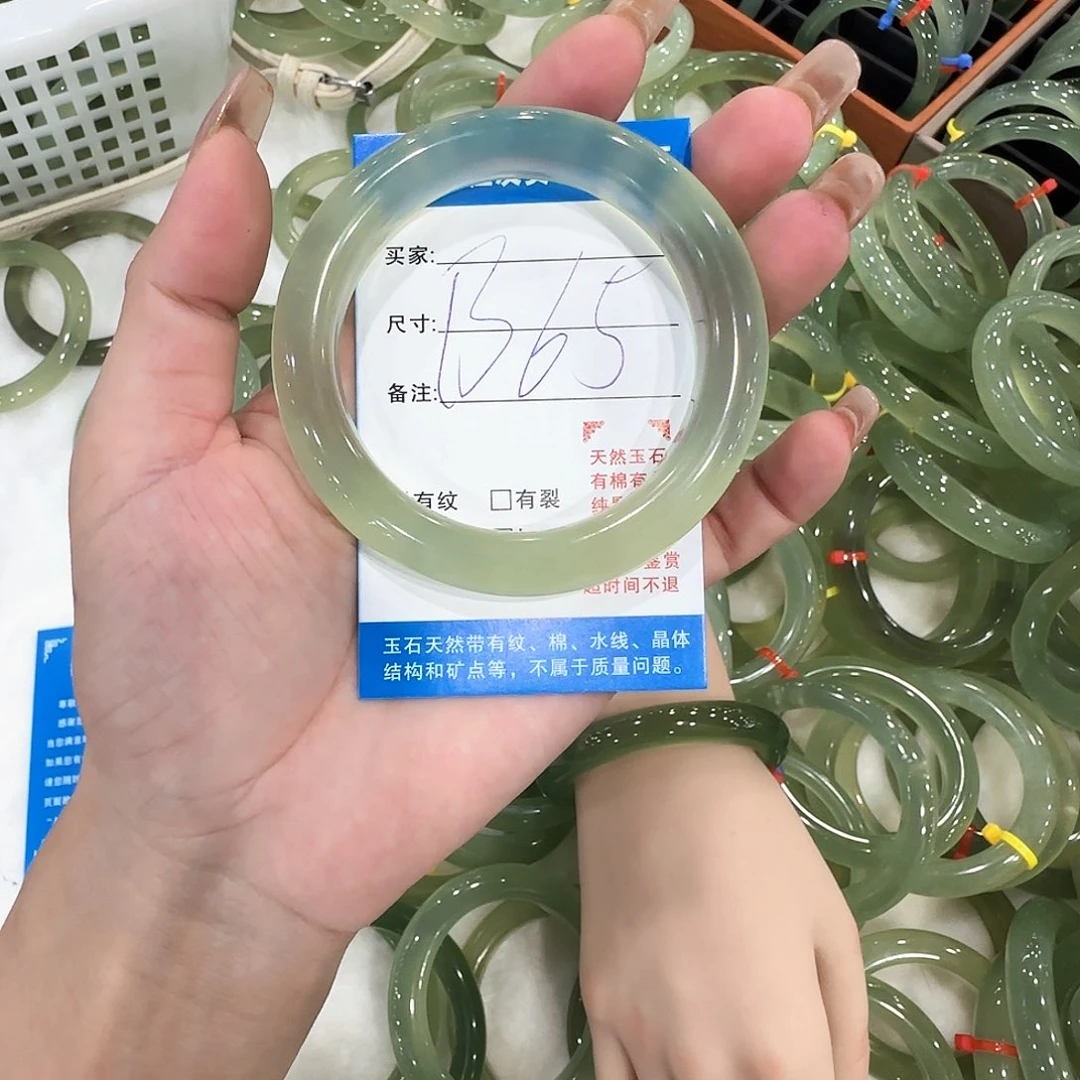 买家:
尺寸: B65
备注:
有纹 □有裂
天然玉石
有棉有
鉴赏
超时间不退
玉石天然带有纹、棉、水线、晶体
结构和矿点等，不属于质量问题。